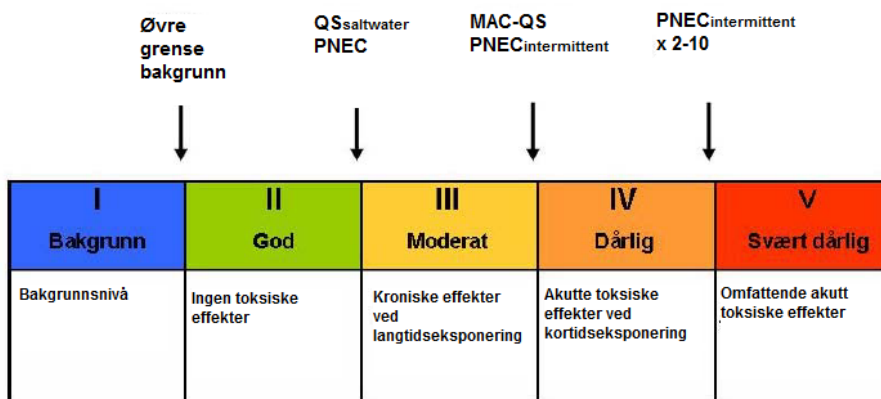 Øvre
grense
bakgrunn
QSsaltwater
PNEC
MAC-QS
PNECintermittent
PNECintermittent
x 2-10
I
Bakgrunn
II
God
III
Moderat
IV
Dårlig
V
Svært dårlig
Bakgrunnsnivå
Ingen toksiske
effekter
Kroniske effekter
ved
langtidseksponering
Akutte toksiske
effekter ved
kortidseksponering
Omfattende akutt
toksiske effekter